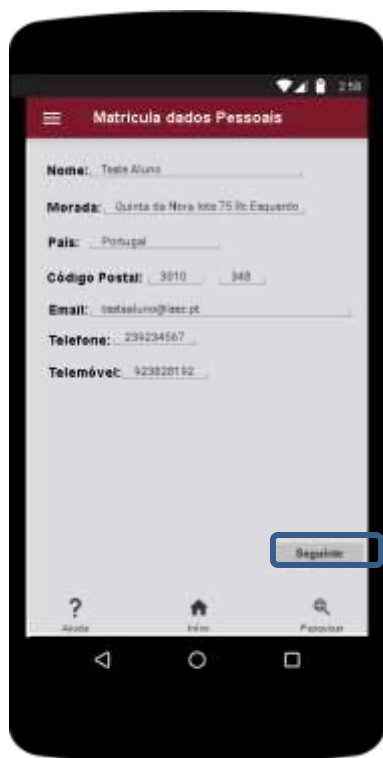 2:58
Matricula dados Pessoais
Nome: Teste Aluno
Morada: Quinta da Nora lote 75 Rc Esquerdo
País: Portugal
Código Postal: 3010 348
Email: testealuno@isec.pt
Telefone: 239234567
Telemóvel: 923828192
Seguinte
? 
Ajuda Início Pesquisar